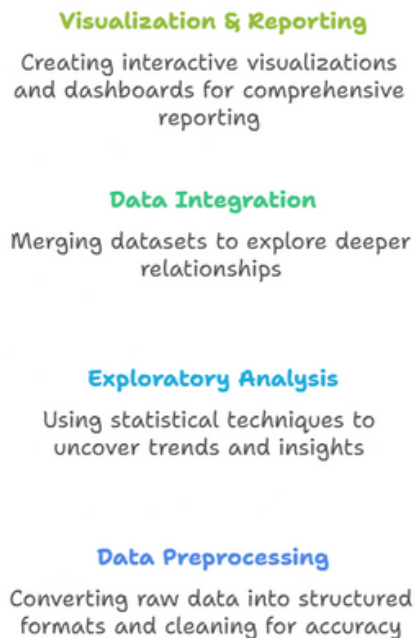 Visualization & Reporting
Creating interactive visualizations
and dashboards for comprehensive
reporting
Data Integration
Merging datasets to explore deeper
relationships
Exploratory Analysis
Using statistical techniques to
uncover trends and insights
Data Preprocessing
Converting raw data into structured
formats and cleaning for accuracy